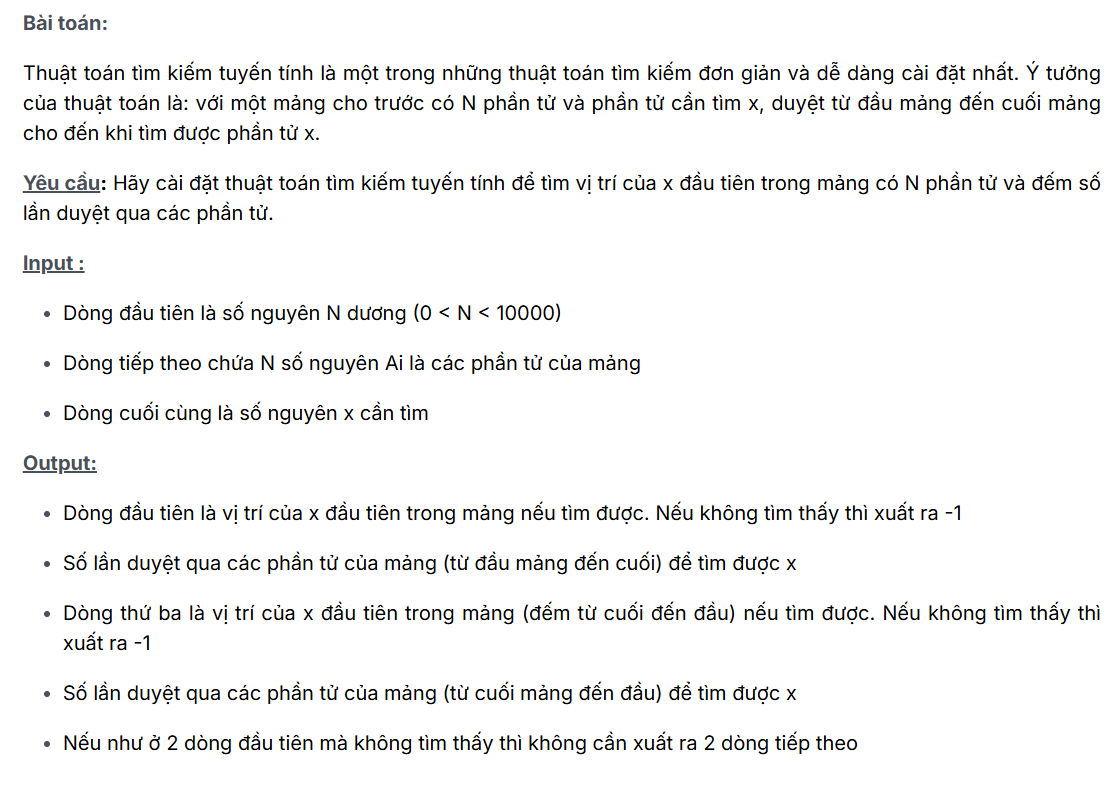 Bài toán:
Thuật toán tìm kiếm tuyến tính là một trong những thuật toán tìm kiếm đơn giản và dễ dàng cài đặt nhất. Ý tưởng
của thuật toán là: với một mảng cho trước có N phần tử và phần tử cần tìm x, duyệt từ đầu mảng đến cuối mảng
cho đến khi tìm được phần tử x.
Yêu cầu: Hãy cài đặt thuật toán tìm kiếm tuyến tính để tìm vị trí của x đầu tiên trong mảng có N phần tử và đếm số
lần duyệt qua các phần tử.
Input :
• Dòng đầu tiên là số nguyên N dương (0 < N < 10000)
• Dòng tiếp theo chứa N số nguyên Ai là các phần tử của mảng
• Dòng cuối cùng là số nguyên x cần tìm
Output:
• Dòng đầu tiên là vị trí của x đầu tiên trong mảng nếu tìm được. Nếu không tìm thấy thì xuất ra -1
• Số lần duyệt qua các phần tử của mảng (từ đầu mảng đến cuối) để tìm được x
• Dòng thứ ba là vị trí của x đầu tiên trong mảng (đếm từ cuối đến đầu) nếu tìm được. Nếu không tìm thấy thì
xuất ra -1
• Số lần duyệt qua các phần tử của mảng (từ cuối mảng đến đầu) để tìm được x
• Nếu như ở 2 dòng đầu tiên mà không tìm thấy thì không cần xuất ra 2 dòng tiếp theo